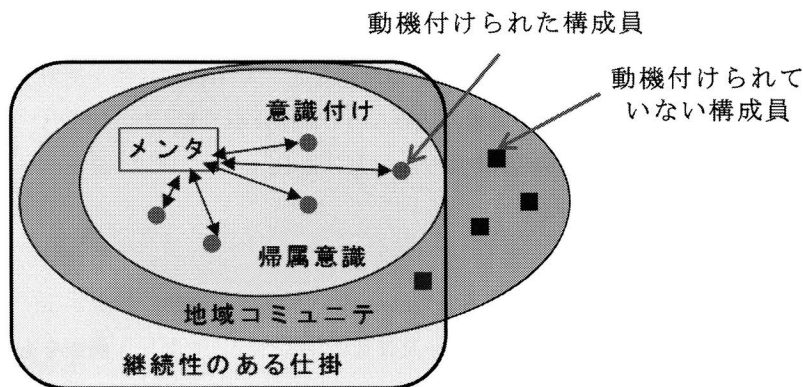 動機付けられた構成員
動機付けられて
いない構成員
意識付け
メンタ
帰属意識
地域コミュニテ
継続性のある仕掛